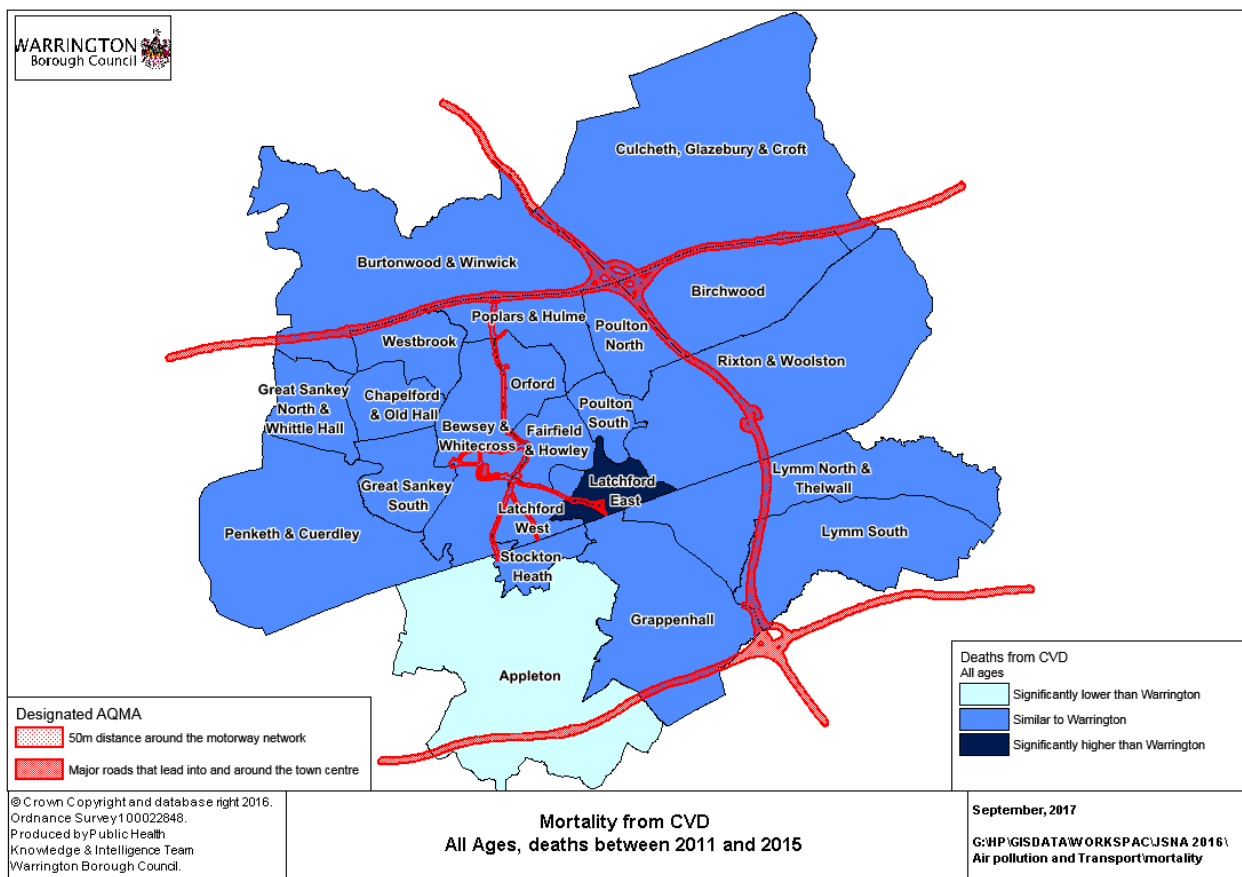 WARRINGTON
Borough Council
Culcheth, Glazebury & Croft
Burtonwood & Winwick
Birchwood
Poplars & Hulme
Poulton
North
Westbrook
Rixton & Woolston
Great Sankey
North &
Whittle Hall
Chapelford
& Old Hall
Orford
Poulton
South
Bewsey &
Whitecross
Fairfield
& Howley
Lymm North &
Thelwall
Latchford
East
Great Sankey
South
Latchford
West
Lymm South
Penketh & Cuerdley
Stockton
Heath
Grappenhall
Appleton
Deaths from CVD
All ages
Significantly lower than Warrington
Similar to Warrington
Significantly higher than Warrington
Designated AQMA
50m distance around the motorway network
Major roads that lead into and around the town centre
© Crown Copyright and database right 2016.
Ordnance Survey 100022848.
Produced by Public Health
Knowledge & Intelligence Team
Warrington Borough Council.
Mortality from CVD
All Ages, deaths between 2011 and 2015
September, 2017
G:\HP\GISDATA\WORKSPAC\JSNA 2016\
Air pollution and Transport\mortality